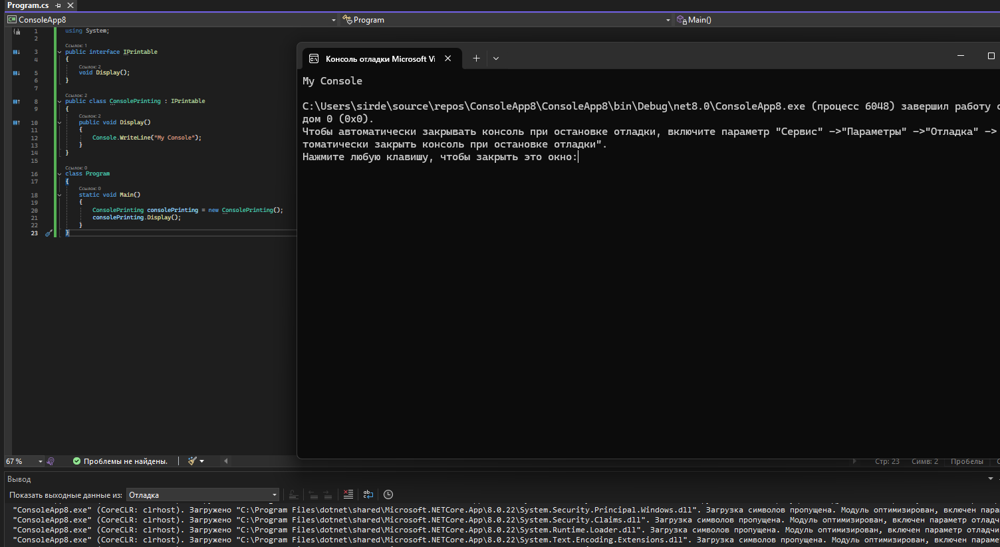 Program.cs
ConsoleApp8
Program
Main()
1 using System;
2
Ссылок: 1
3 public interface IPrintable
4 {
Ссылок: 2
5 void Display();
6 }
7
Ссылок: 2
8 public class ConsolePrinting : IPrintable
9 {
Ссылок: 2
10 public void Display()
11 {
12 Console.WriteLine("My Console");
13 }
14 }
15
Ссылок: 0
16 class Program
17 {
Ссылок: 0
18 static void Main()
19 {
20 ConsolePrinting consolePrinting = new ConsolePrinting();
21 consolePrinting.Display();
22 }
23 }
Консоль отладки Microsoft Vi
My Console
C:\Users\sirde\source\repos\ConsoleApp8\ConsoleApp8\bin\Debug\net8.0\ConsoleApp8.exe (процесс 6048) завершил работу с
дом 0 (0x0).
Чтобы автоматически закрывать консоль при остановке отладки, включите параметр "Сервис" ->"Параметры" ->"Отладка" ->
томатически закрыть консоль при остановке отладки".
Нажмите любую клавишу, чтобы закрыть это окно:
67 %
Проблемы не найдены.
Стр: 23 Симв: 2 Пробелы
Вывод
Показать выходные данные из: Отладка
"ConsoleApp8.exe" (CoreCLR: clrhost). Загружено "C:\Program Files\dotnet\shared\Microsoft.NETCore.App\8.0.22\System.Security.Principal.Windows.dll". Загрузка символов пропущена. Модуль оптимизирован, включен пара
"ConsoleApp8.exe" (CoreCLR: clrhost). Загружено "C:\Program Files\dotnet\shared\Microsoft.NETCore.App\8.0.22\System.Security.Claims.dll". Загрузка символов пропущена. Модуль оптимизирован, включен параметр отладч
"ConsoleApp8.exe" (CoreCLR: clrhost). Загружено "C:\Program Files\dotnet\shared\Microsoft.NETCore.App\8.0.22\System.Runtime.Loader.dll". Загрузка символов пропущена. Модуль оптимизирован, включен параметр отладчи
"ConsoleApp8.exe" (CoreCLR: clrhost). Загружено "C:\Program Files\dotnet\shared\Microsoft.NETCore.App\8.0.22\System.Text.Encoding.Extensions.dll". Загрузка символов пропущена. Модуль оптимизирован, включен параме